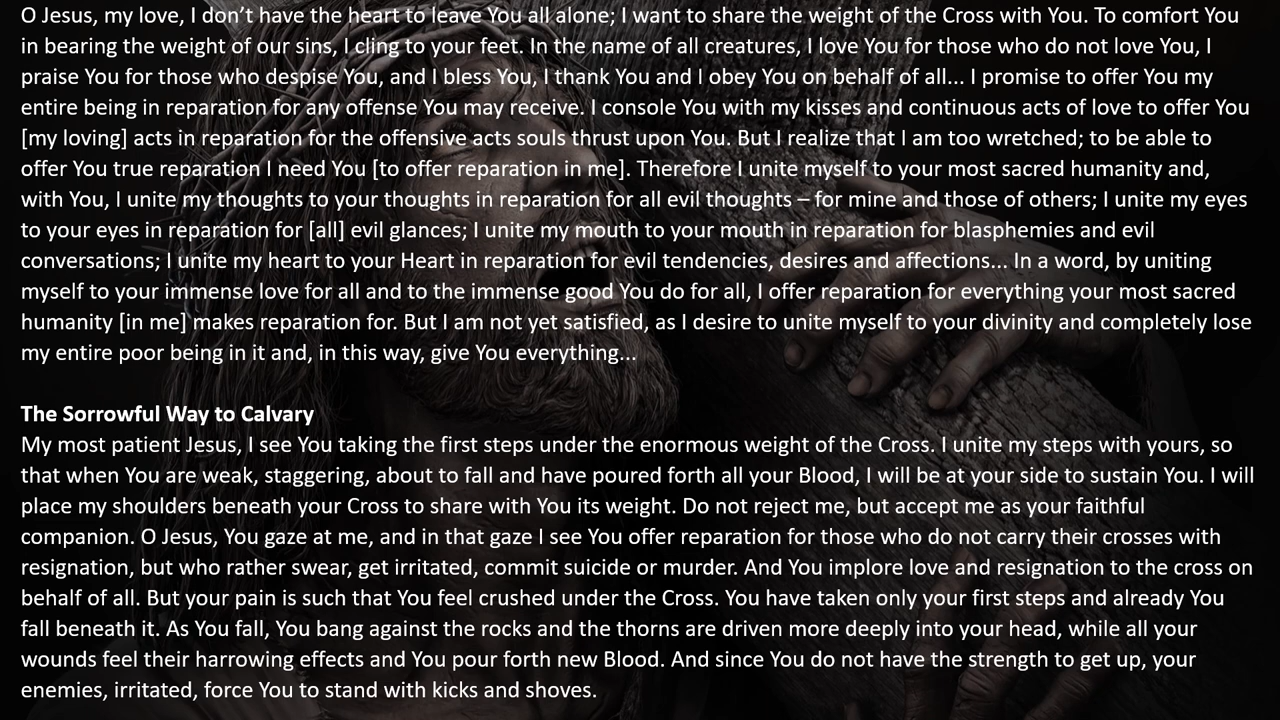 O Jesus, my love, I don’t have the heart to leave You all alone; I want to share the weight of the Cross with You. To comfort You
in bearing the weight of our sins, I cling to your feet. In the name of all creatures, I love You for those who do not love You, I
praise You for those who despise You, and I bless You, I thank You and I obey You on behalf of all... I promise to offer You my
entire being in reparation for any offense You may receive. I console You with my kisses and continuous acts of love to offer You
[my loving] acts in reparation for the offensive acts souls thrust upon You. But I realize that I am too wretched; to be able to
offer You true reparation I need You [to offer reparation in me]. Therefore I unite myself to your most sacred humanity and,
with You, I unite my thoughts to your thoughts in reparation for all evil thoughts – for mine and those of others; I unite my eyes
to your eyes in reparation for [all] evil glances; I unite my mouth to your mouth in reparation for blasphemies and evil
conversations; I unite my heart to your Heart in reparation for evil tendencies, desires and affections... In a word, by uniting
myself to your immense love for all and to the immense good You do for all, I offer reparation for everything your most sacred
humanity [in me] makes reparation for. But I am not yet satisfied, as I desire to unite myself to your divinity and completely lose
my entire poor being in it and, in this way, give You everything...
The Sorrowful Way to Calvary
My most patient Jesus, I see You taking the first steps under the enormous weight of the Cross. I unite my steps with yours, so
that when You are weak, staggering, about to fall and have poured forth all your Blood, I will be at your side to sustain You. I will
place my shoulders beneath your Cross to share with You its weight. Do not reject me, but accept me as your faithful
companion. O Jesus, You gaze at me, and in that gaze I see You offer reparation for those who do not carry their crosses with
resignation, but who rather swear, get irritated, commit suicide or murder. And You implore love and resignation to the cross on
behalf of all. But your pain is such that You feel crushed under the Cross. You have taken only your first steps and already You
fall beneath it. As You fall, You bang against the rocks and the thorns are driven more deeply into your head, while all your
wounds feel their harrowing effects and You pour forth new Blood. And since You do not have the strength to get up, your
enemies, irritated, force You to stand with kicks and shoves.